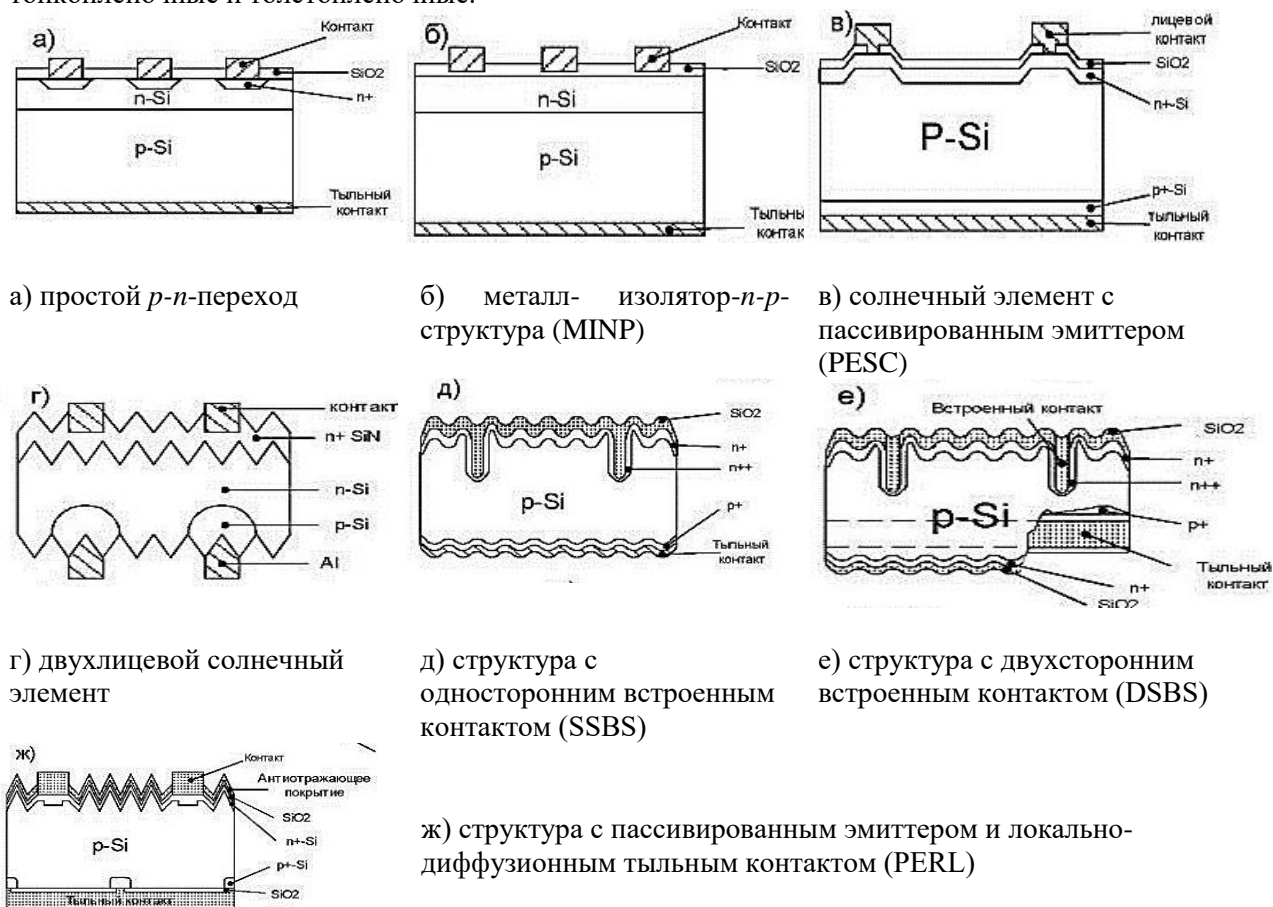 тонкопленочные и толстопленочные.
а)
Контакт
SiO2
n+
n-Si
p-Si
Тыльный
контакт
б)
Контакт
SiO2
n-Si
p-Si
Тыльны
контак
в)
лицевой
контакт
SiO2
n+-Si
P-Si
p+-Si
тыльный
контакт
а) простой p-n-переход
б) металл- изолятор-n-p-
структура (MINP)
в) солнечный элемент с
пассивированным эмиттером
(PESC)
г)
контакт
n+ SiN
n-Si
p-Si
Al
д)
SiO2
n+
n++
p-Si
p+
Тыльный
контакт
е)
Встроенный контакт
SiO2
n+
n++
p-Si
p+
Тыльный
контакт
n+
SiO2
г) двухлицевой солнечный
элемент
д) структура с
односторонним встроенным
контактом (SSBS)
е) структура с двухсторонним
встроенным контактом (DSBS)
ж)
Контакт
Антиотражающее
покрытие
SiO2
n+-Si
p-Si
p+-Si
SiO2
Тыльный контакт
ж) структура с пассивированным эмиттером и локально-
диффузионным тыльным контактом (PERL)